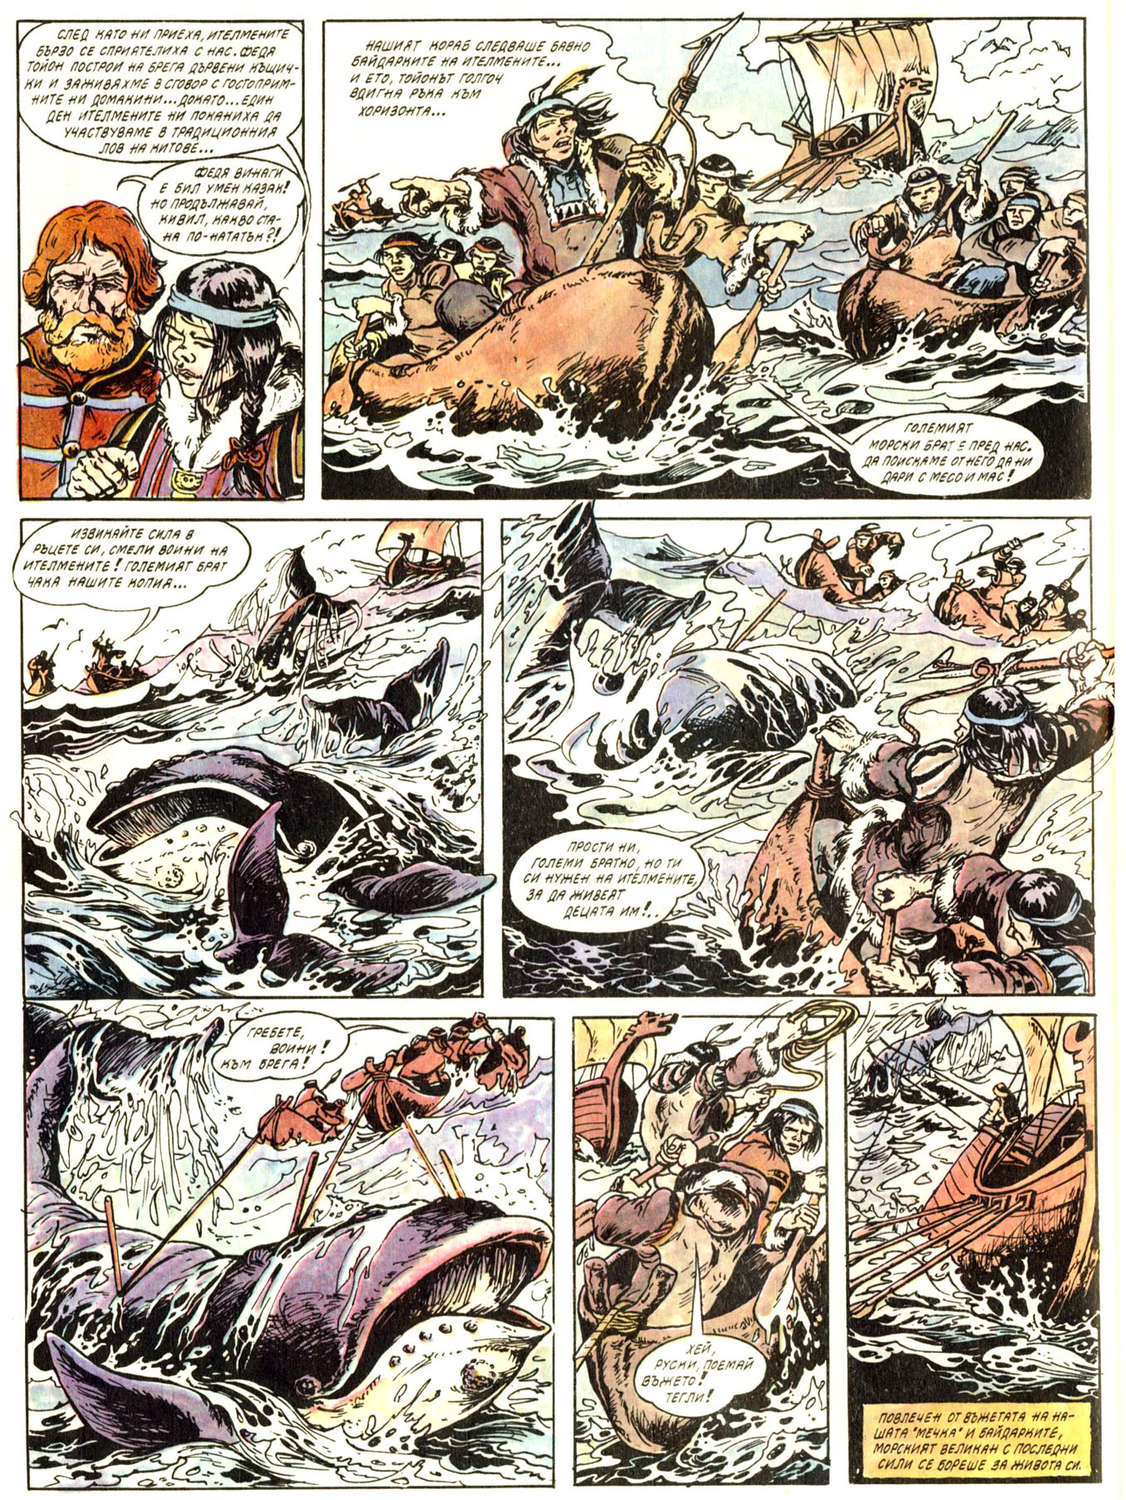 СЛЕД КАТО НИ ПРИЕХА, ИТЕЛМЕНИТЕ
БЪРЗО СЕ СПРИЯТЕЛИХА С НАС. ФЕДЯ
ТОЙОН ПОСТРОИ НА БРЕГА ДЪРВЕНИ КЪЩИЧ-
КИ И ЗАЖИВЯХМЕ В СГОВОР С ГОСТОПРИМ-
НИТЕ НИ ДОМАКИНИ... ДОКАТО... ЕДИН
ДЕН ИТЕЛМЕНИТЕ НИ ПОКАНИХА ДА
УЧАСТВУВАМЕ В ТРАДИЦИОННИЯ
ЛОВ НА КИТОВЕ...
ФЕДЯ ВИНАГИ
Е БИЛ УМЕН КАЗАК!
НО ПРОДЪЛЖАВАЙ,
КИВИЛ, КАКВО СТА-
НА ПО-НАТАТЪК?!
НАШИЯТ КОРАБ СЛЕДВАШЕ БАВНО
БАЙДАРКИТЕ НА ИТЕЛМЕНИТЕ...
И ЕТО, ТОЙОНЪТ ГОЛГОЧ
ВДИГНА РЪКА КЪМ
ХОРИЗОНТА...
ГОЛЕМИЯТ
МОРСКИ БРАТ Е ПРЕД НАС.
ДА ПОИСКАМЕ ОТ НЕГО ДА НИ
ДАРИ С МЕСО И МАС!
ИЗВИКАЙТЕ СИЛА В
РЪЦЕТЕ СИ, СМЕЛИ ВОИНИ НА
ИТЕЛМЕНИТЕ! ГОЛЕМИЯТ БРАТ
ЧАКА НАШИТЕ КОПИЯ...
ПРОСТИ НИ,
ГОЛЕМИ БРАТКО, НО ТИ
СИ НУЖЕН НА ИТЕЛМЕНИТЕ,
ЗА ДА ЖИВЕЯТ
ДЕЦАТА ИМ!..
ГРЕБЕТЕ,
ВОИНИ!
КЪМ БРЕГА!
ХЕЙ,
РУСКИ, ПОЕМАЙ
ВЪЖЕТО!
ТЕГЛИ!
ПОВЛЕЧЕН ОТ ВЪЖЕТАТА НА НА-
ШАТА "МЕЧКА" И БАЙДАРКИТЕ,
МОРСКИЯТ ВЕЛИКАН С ПОСЛЕДНИ
СИЛИ СЕ БОРЕШЕ ЗА ЖИВОТА СИ.